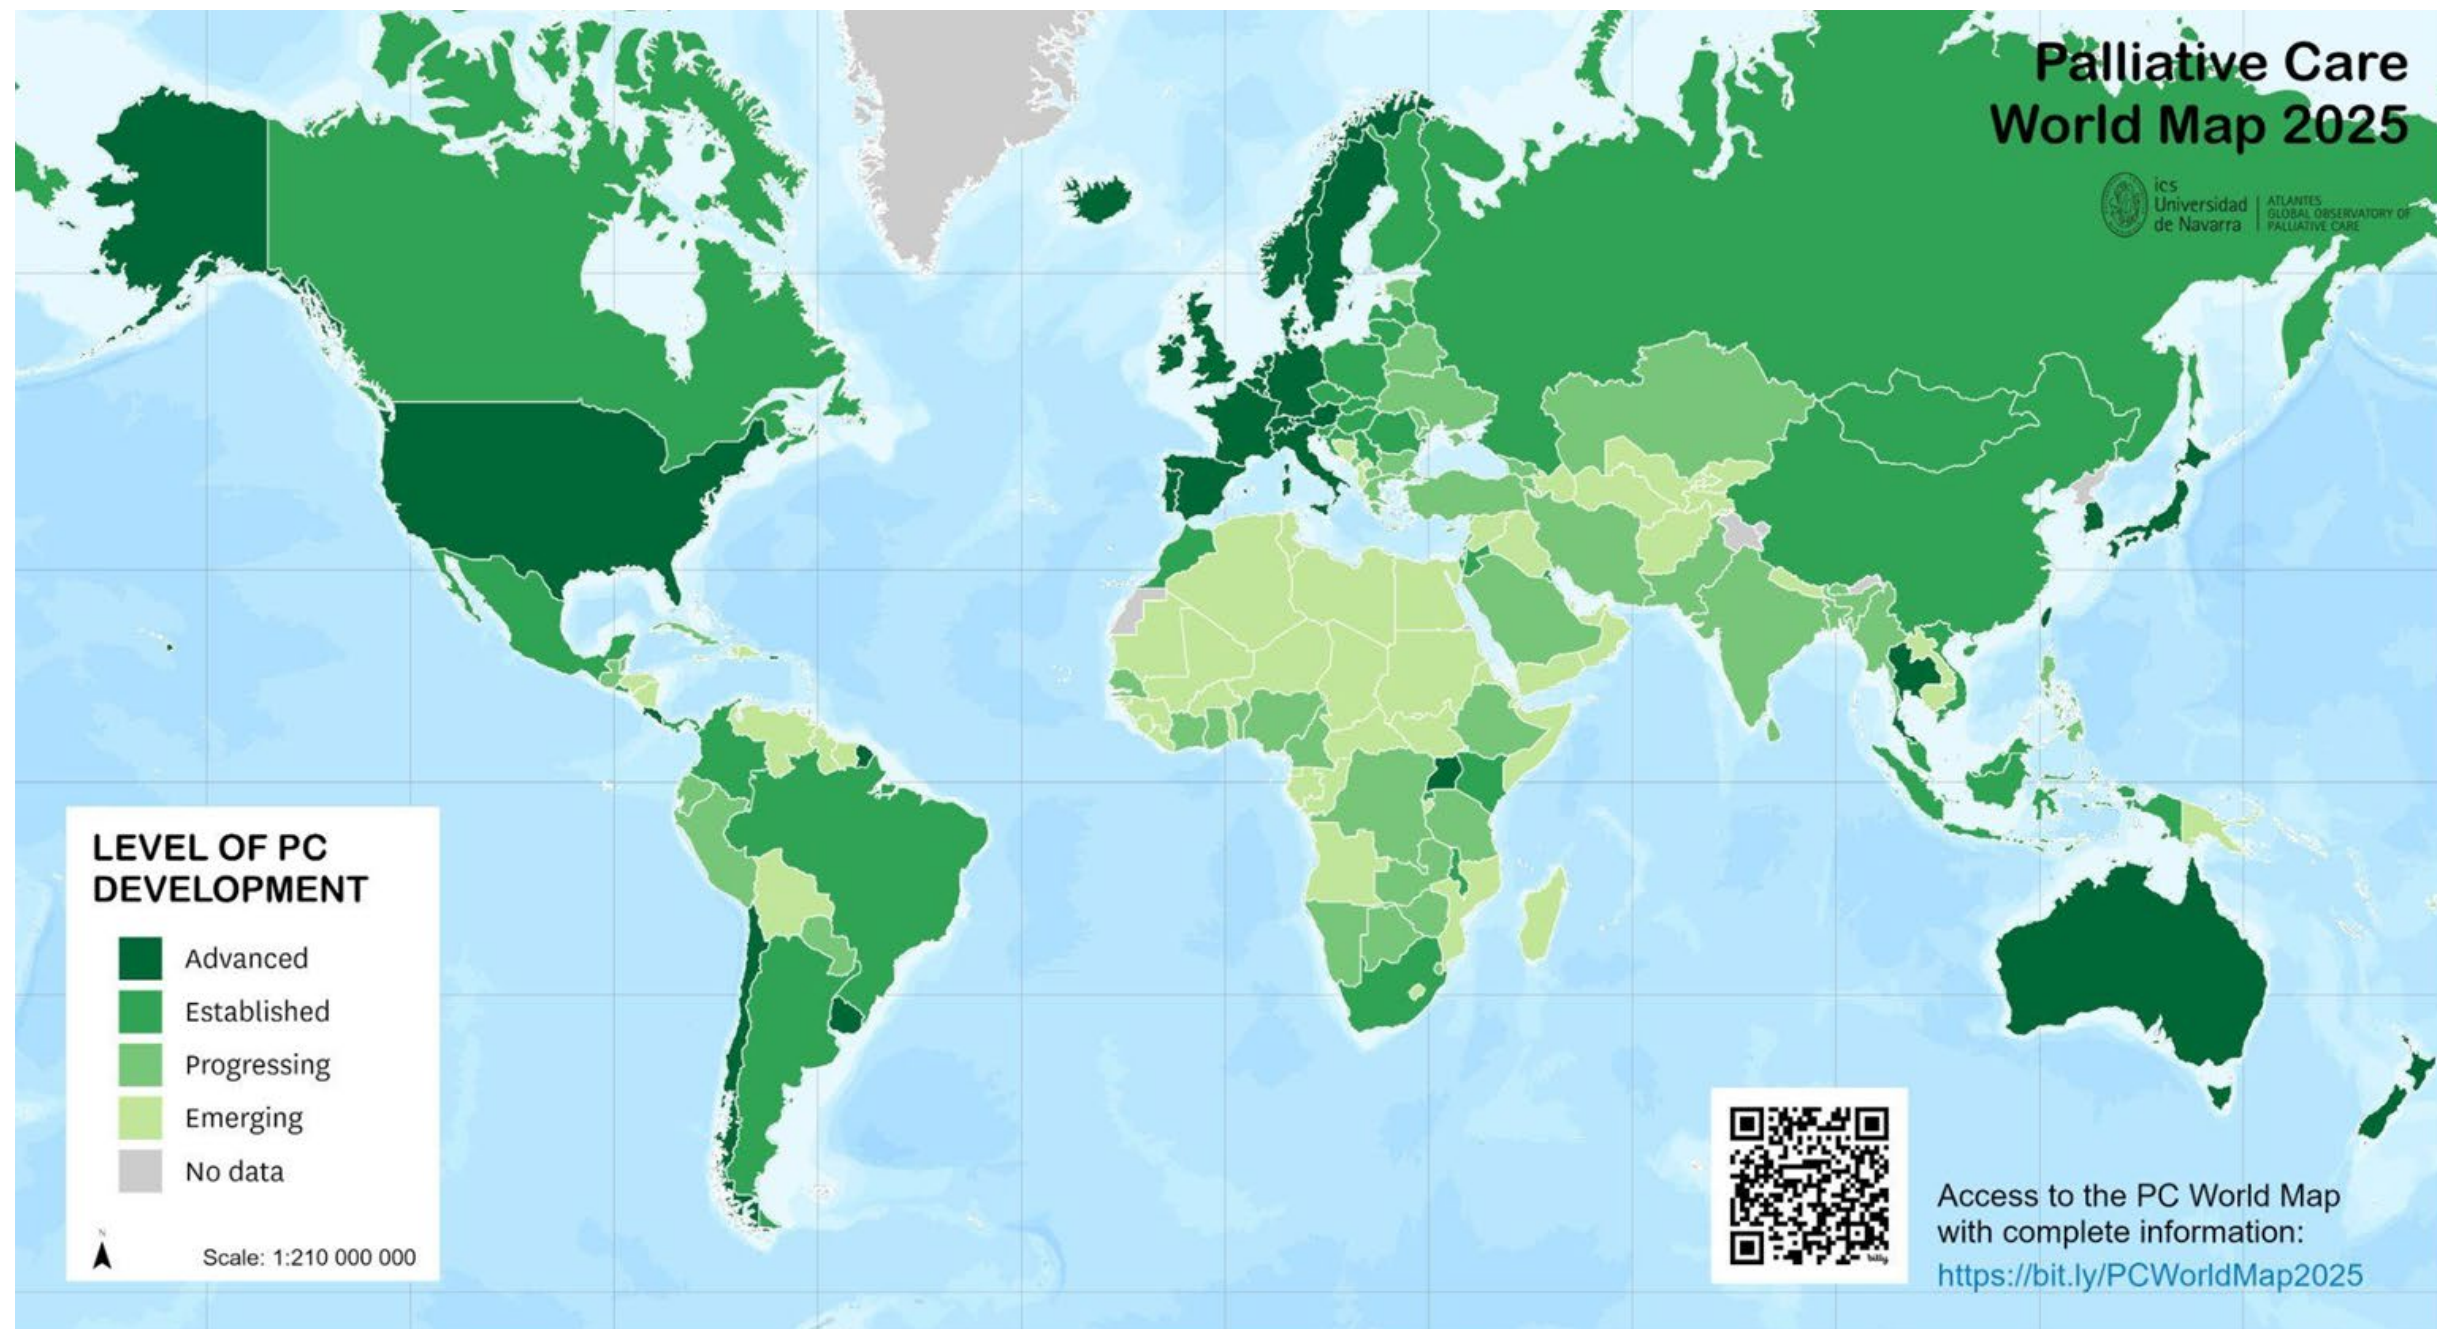 Palliative Care
World Map 2025
ics
Universidad
de Navarra
ATLANTES
GLOBAL OBSERVATORY OF
PALLIATIVE CARE
LEVEL OF PC
DEVELOPMENT
Advanced
Established
Progressing
Emerging
No data
N
Scale: 1:210 000 000
bitly
Access to the PC World Map
with complete information:
https://bit.ly/PCWorldMap2025